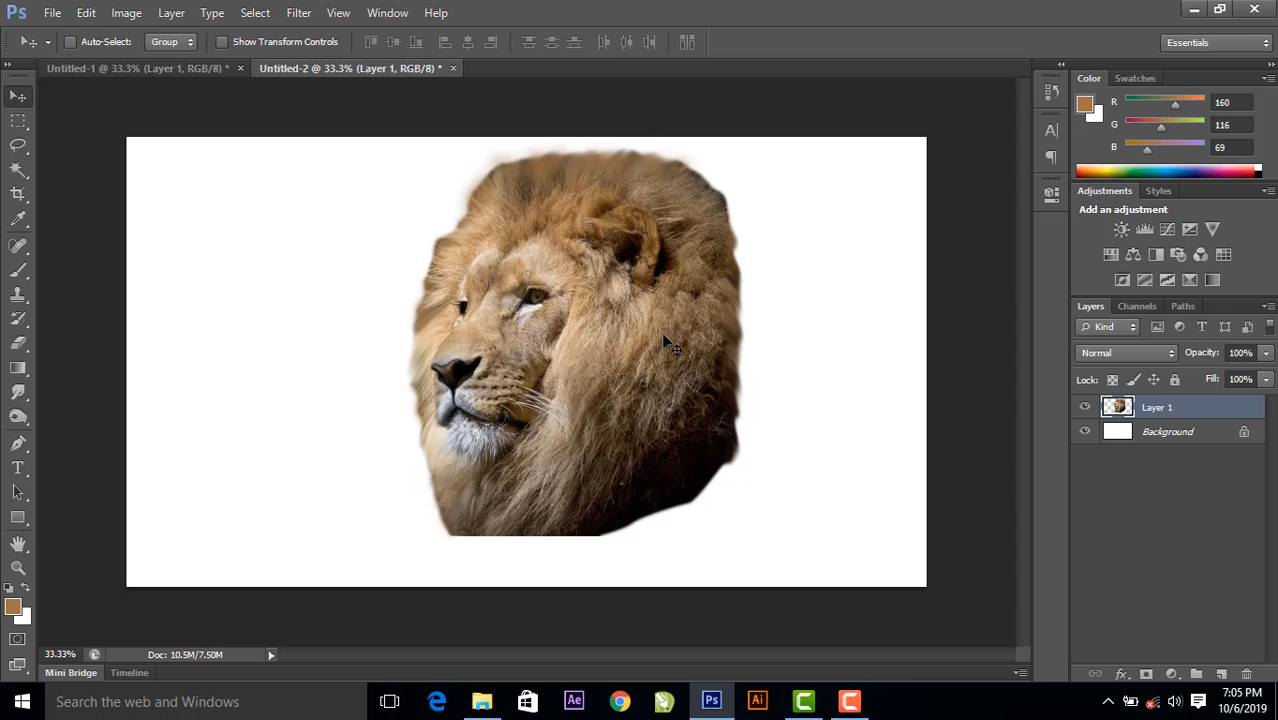 Ps File Edit Image Layer Type Select Filter 3D View Window Help
Auto-Select: Group Show Transform Controls Essentials
Untitled-1 @ 33.3% (Layer 1, RGB/8) * × Untitled-2 @ 33.3% (Layer 1, RGB/8) * ×
Color Swatches
R 160
G 116
B 69
Adjustments Styles
Add an adjustment
Layers Channels Paths
Kind
Normal Opacity: 100%
Lock: Fill: 100%
Layer 1
Background
33.33% Doc: 10.5M/7.50M
Mini Bridge Timeline
Search the web and Windows Ae Ps Ai
7:05 PM
10/6/2019